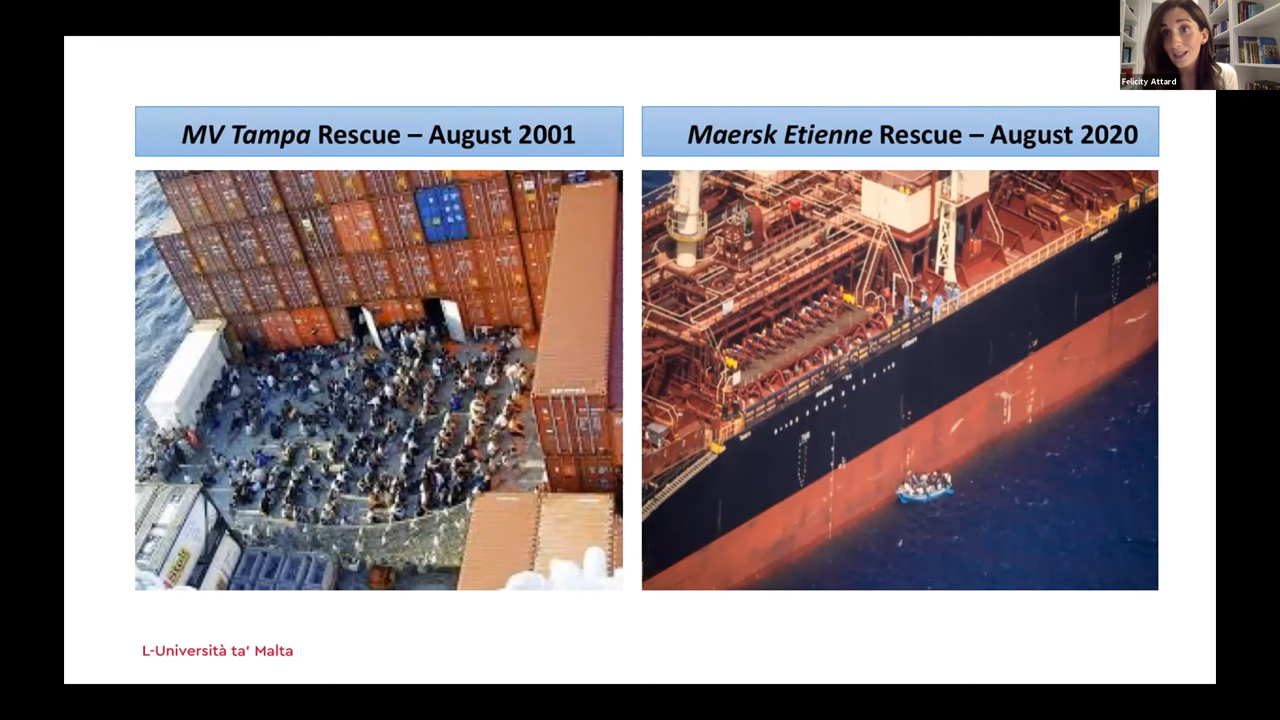 Felicity Attard
MV Tampa Rescue – August 2001
Maersk Etienne Rescue – August 2020
L-Università ta' Malta